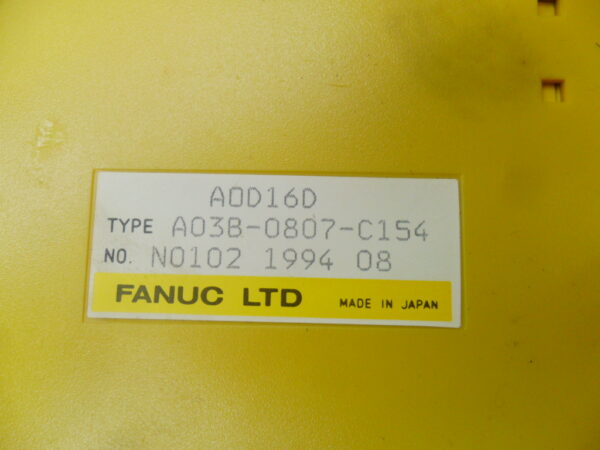 AOD16D
TYPE A03B-0807-C154
NO. N0102 1994 08
FANUC LTD MADE IN JAPAN